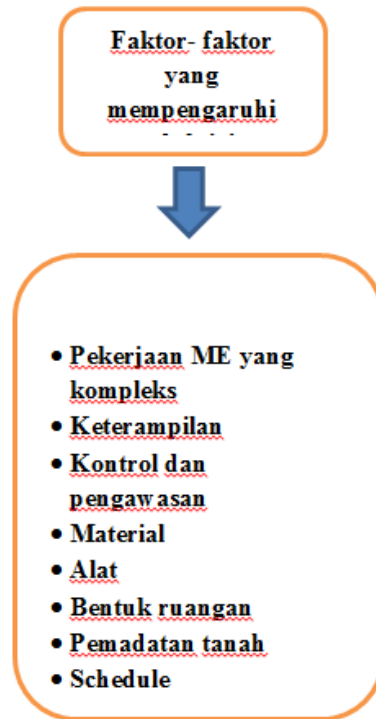 Faktor- faktor
yang
mempengaruhi
• Pekerjaan ME yang
kompleks
• Keterampilan
• Kontrol dan
pengawasan
• Material
• Alat
• Bentuk ruangan
• Pemadatan tanah
• Schedule